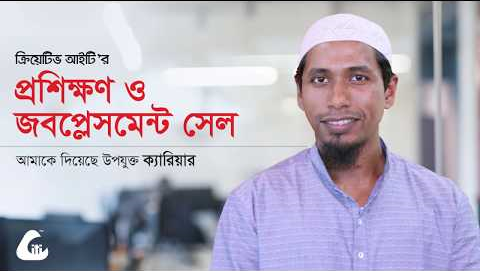 ক্রিয়েটিভ আইটি'র
প্রশিক্ষণ ও
জবপ্লেসমেন্ট সেল
আমাকে দিয়েছে উপযুক্ত ক্যারিয়ার